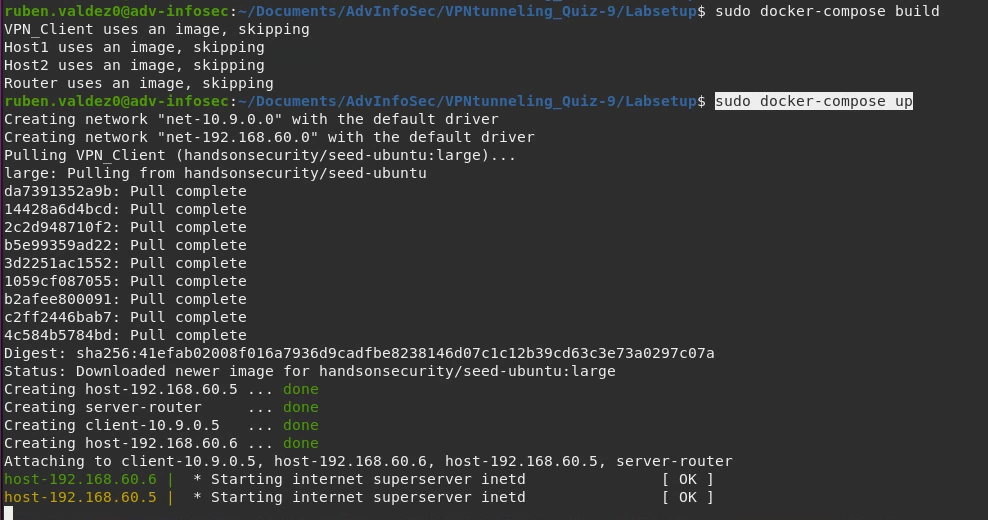 ruben.valdez0@adv-infosec:~/Documents/AdvInfoSec/VPNtunneling_Quiz-9/Labsetup$ sudo docker-compose build
VPN_Client uses an image, skipping
Host1 uses an image, skipping
Host2 uses an image, skipping
Router uses an image, skipping
ruben.valdez0@adv-infosec:~/Documents/AdvInfoSec/VPNtunneling_Quiz-9/Labsetup$ sudo docker-compose up
Creating network "net-10.9.0.0" with the default driver
Creating network "net-192.168.60.0" with the default driver
Pulling VPN_Client (handsonsecurity/seed-ubuntu:large)...
large: Pulling from handsonsecurity/seed-ubuntu
da7391352a9b: Pull complete
14428a6d4bcd: Pull complete
2c2d948710f2: Pull complete
b5e99359ad22: Pull complete
3d2251ac1552: Pull complete
1059cf087055: Pull complete
b2afee800091: Pull complete
c2ff2446bab7: Pull complete
4c584b5784bd: Pull complete
Digest: sha256:41efab02008f016a7936d9cadfbe8238146d07c1c12b39cd63c3e73a0297c07a
Status: Downloaded newer image for handsonsecurity/seed-ubuntu:large
Creating host-192.168.60.5 ... done
Creating server-router     ... done
Creating client-10.9.0.5   ... done
Creating host-192.168.60.6 ... done
Attaching to client-10.9.0.5, host-192.168.60.6, host-192.168.60.5, server-router
host-192.168.60.6 |  * Starting internet superserver inetd               [ OK ]
host-192.168.60.5 |  * Starting internet superserver inetd               [ OK ]